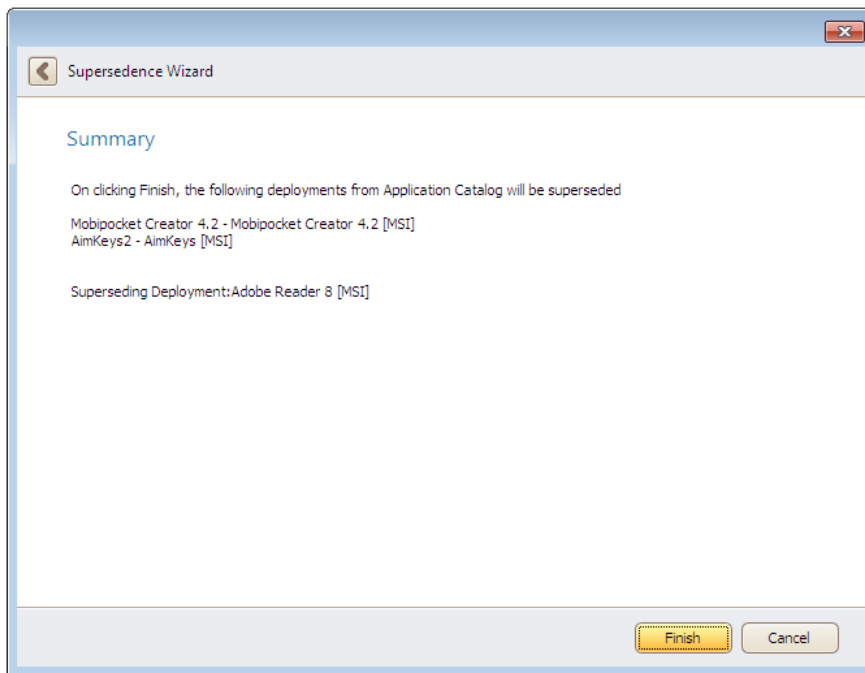 Supersedence Wizard
Summary
On clicking Finish, the following deployments from Application Catalog will be superseded
Mobipocket Creator 4.2 - Mobipocket Creator 4.2 [MSI]
AimKeys2 - AimKeys [MSI]
Superseding Deployment:Adobe Reader 8 [MSI]
Finish
Cancel